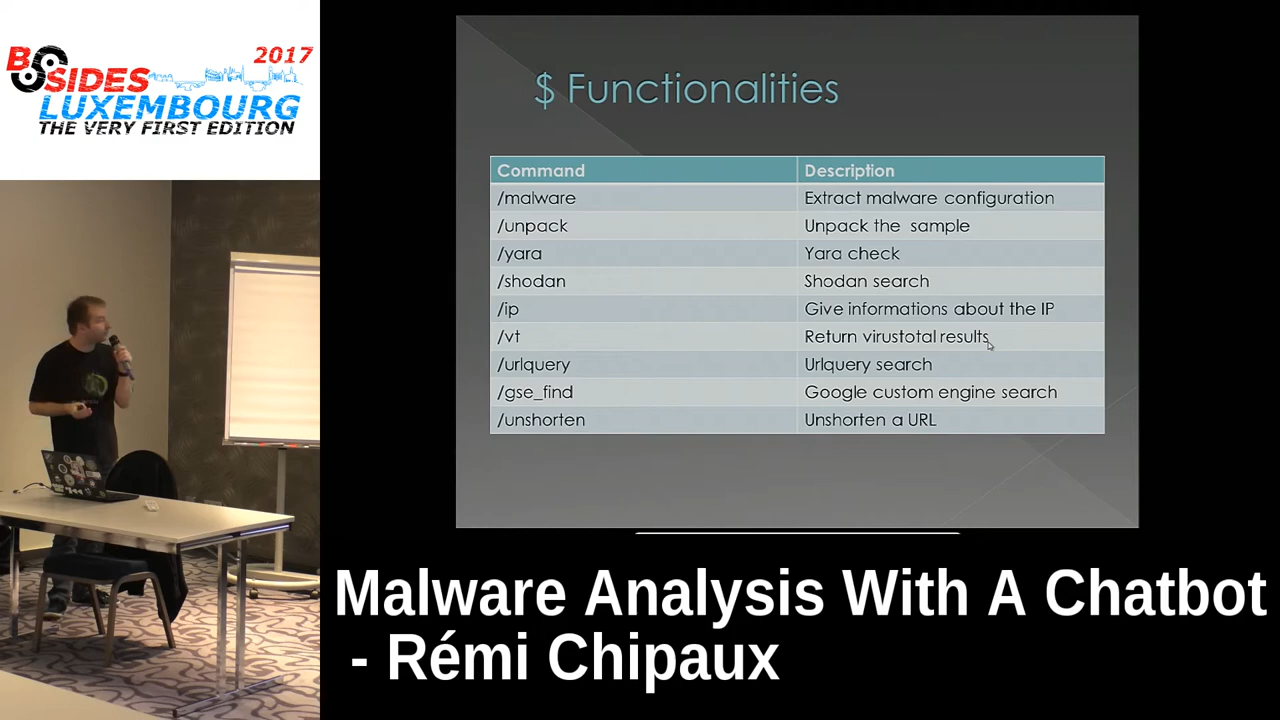 2017
BSIDES
LUXEMBOURG
THE VERY FIRST EDITION
$ Functionalities
Command Description
/malware Extract malware configuration
/unpack Unpack the sample
/yara Yara check
/shodan Shodan search
/ip Give informations about the IP
/vt Return virustotal results
/urlquery Urlquery search
/gse_find Google custom engine search
/unshorten Unshorten a URL
Malware Analysis With A Chatbot
- Rémi Chipaux